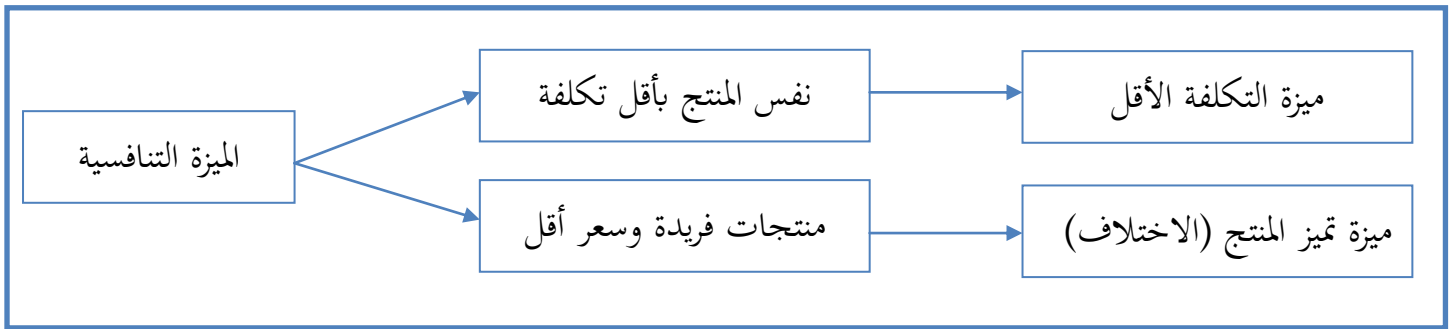 الميزة التنافسية
نفس المنتج بأقل تكلفة
ميزة التكلفة الأقل
منتجات فريدة وسعر أقل
ميزة تميز المنتج (الاختلاف)